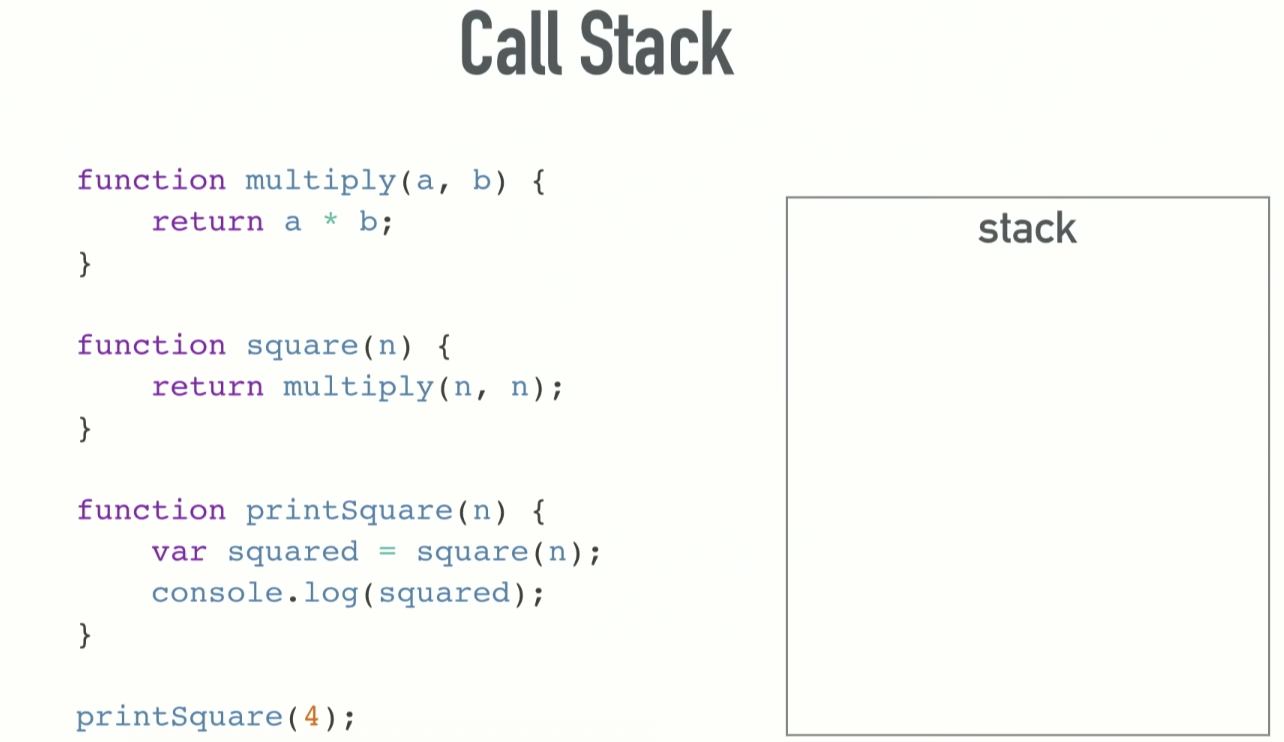 Call Stack
function multiply(a, b) {
    return a * b;
}
function square(n) {
    return multiply(n, n);
}
function printSquare(n) {
    var squared = square(n);
    console.log(squared);
}
printSquare(4);
stack